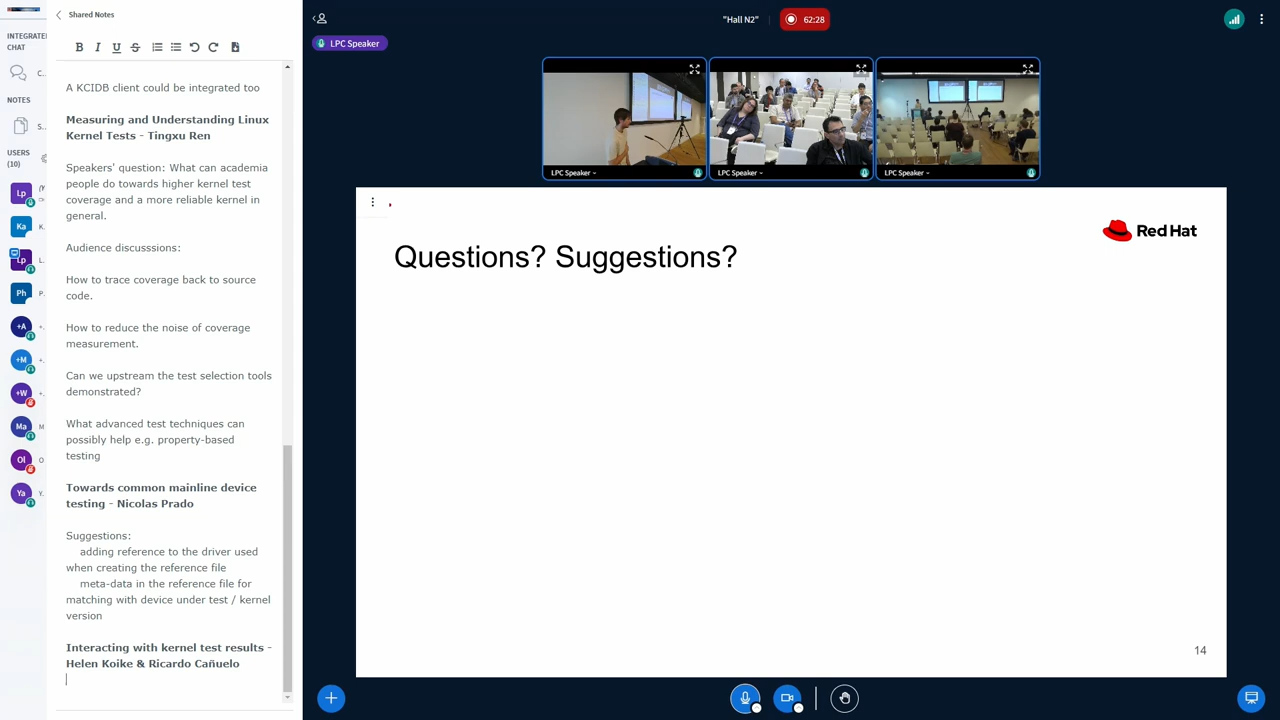 INTEGRATED
CHAT
C..
NOTES
S..
USERS
(10)
Lp
Ka
K.
Lp
L.
Ph
P.
+A
+M
+W
Ma
M
Ol
O
Ya
Y.
Shared Notes
B I U S
A KCIDB client could be integrated too
Measuring and Understanding Linux
Kernel Tests - Tingxu Ren
Speakers' question: What can academia
people do towards higher kernel test
coverage and a more reliable kernel in
general.
Audience discusssions:
How to trace coverage back to source
code.
How to reduce the noise of coverage
measurement.
Can we upstream the test selection tools
demonstrated?
What advanced test techniques can
possibly help e.g. property-based
testing
Towards common mainline device
testing - Nicolas Prado
Suggestions:
adding reference to the driver used
when creating the reference file
meta-data in the reference file for
matching with device under test / kernel
version
Interacting with kernel test results -
Helen Koike & Ricardo Cañuelo
"Hall N2"
62:28
LPC Speaker
LPC Speaker
LPC Speaker
LPC Speaker
Red Hat
Questions? Suggestions?
14